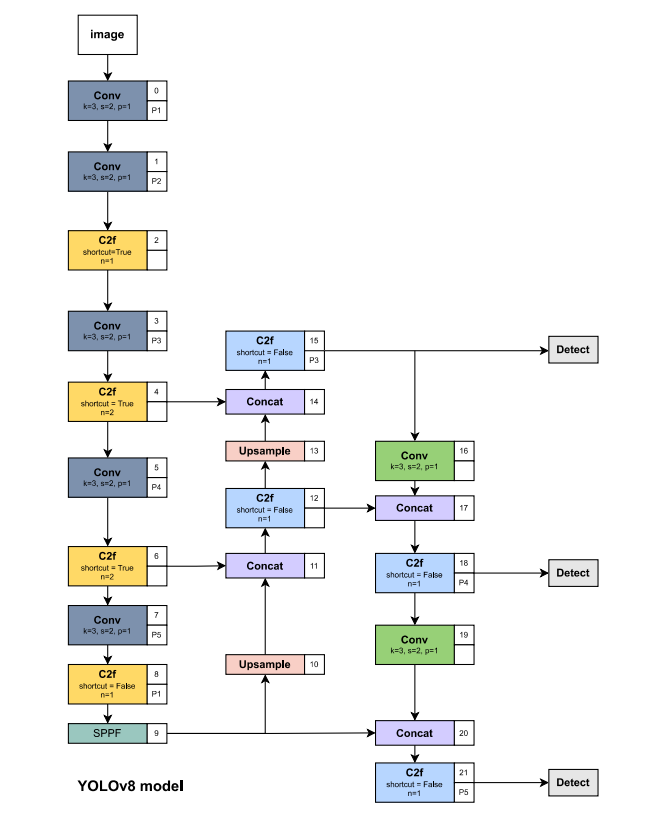 image
Conv
k=3, s=2, p=1
0
P1
Conv
k=3, s=2, p=1
1
P2
C2f
shortcut=True
n=1
2
Conv
k=3, s=2, p=1
3
P3
C2f
shortcut = True
n=2
4
Conv
k=3, s=2, p=1
5
P4
C2f
shortcut = True
n=2
6
Conv
k=3, s=2, p=1
7
P5
C2f
shortcut = False
n=1
8
P1
SPPF
9
YOLOv8 model
C2f
shortcut = False
n=1
15
P3
Concat
14
Upsample
13
C2f
shortcut = False
n=1
12
Concat
11
Upsample
10
Conv
k=3, s=2, p=1
16
Concat
17
C2f
shortcut = False
n=1
18
P4
Conv
k=3, s=2, p=1
19
Concat
20
C2f
shortcut = False
n=1
21
P5
Detect
Detect
Detect